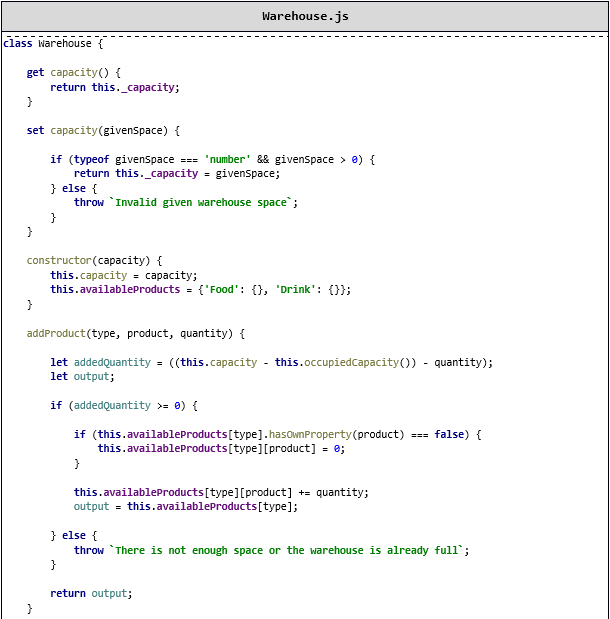 Warehouse.js
class Warehouse {
    get capacity() {
        return this._capacity;
    }
    set capacity(givenSpace) {
        if (typeof givenSpace === 'number' && givenSpace > 0) {
            return this._capacity = givenSpace;
        } else {
            throw `Invalid given warehouse space`;
        }
    }
    constructor(capacity) {
        this.capacity = capacity;
        this.availableProducts = {'Food': {}, 'Drink': {}};
    }
    addProduct(type, product, quantity) {
        let addedQuantity = ((this.capacity - this.occupiedCapacity()) - quantity);
        let output;
        if (addedQuantity >= 0) {
            if (this.availableProducts[type].hasOwnProperty(product) === false) {
                this.availableProducts[type][product] = 0;
            }
            this.availableProducts[type][product] += quantity;
            output = this.availableProducts[type];
        } else {
            throw `There is not enough space or the warehouse is already full`;
        }
        return output;
    }